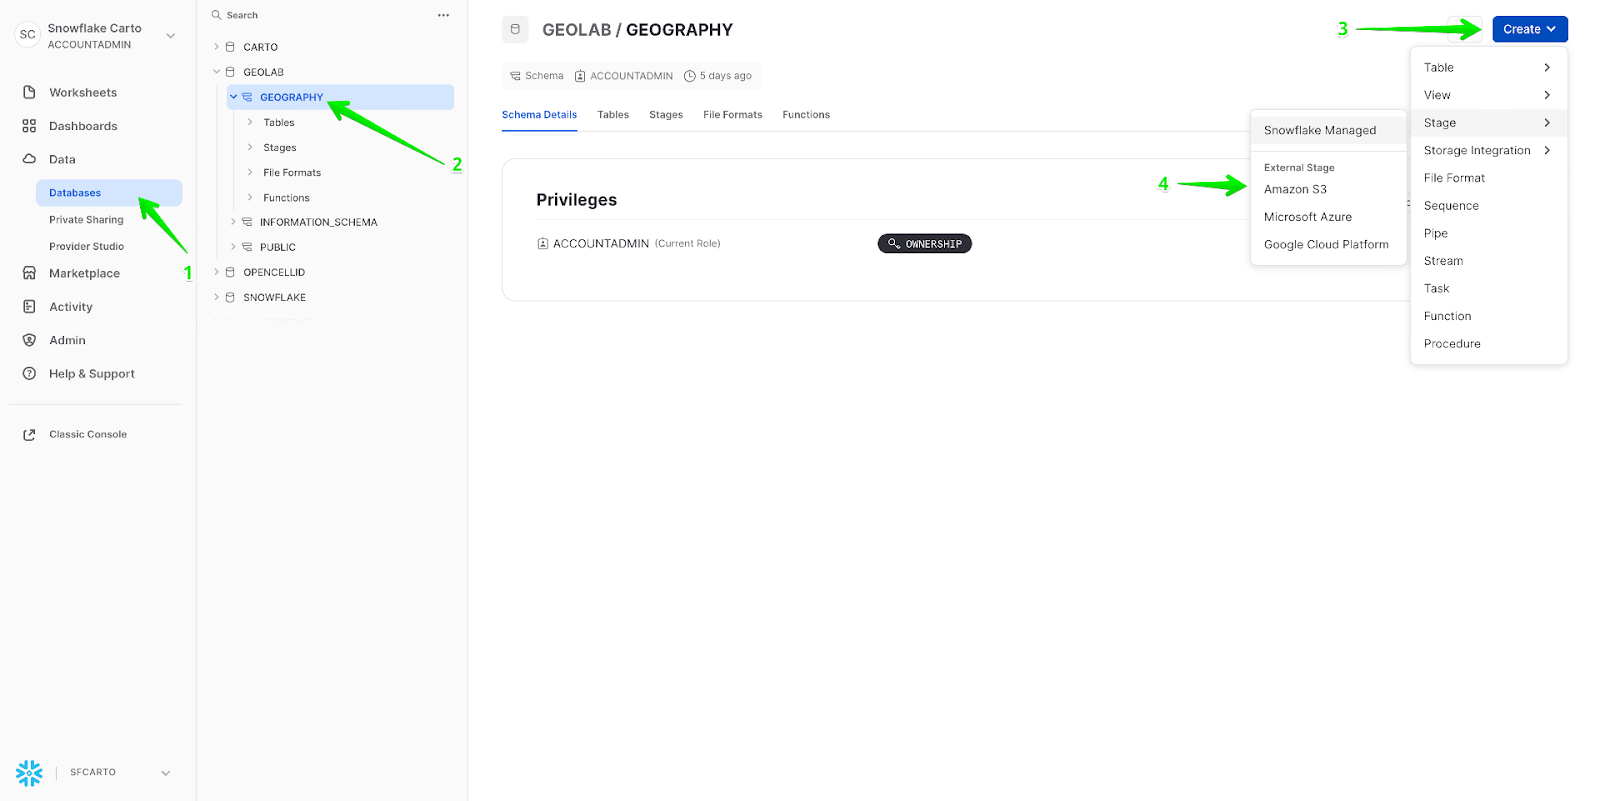 SC
Snowflake Carto
ACCOUNTADMIN
Worksheets
Dashboards
Data
Databases
Private Sharing
Provider Studio
1
Marketplace
Activity
Admin
Help & Support
Classic Console
SFCARTO
Search
CARTO
GEOLAB
GEOGRAPHY
Tables
Stages
2
File Formats
Functions
INFORMATION_SCHEMA
PUBLIC
OPENCELLID
SNOWFLAKE
GEOLAB / GEOGRAPHY
Schema ACCOUNTADMIN 5 days ago
Schema Details Tables Stages File Formats Functions
Privileges
ACCOUNTADMIN (Current Role) OWNERSHIP
3
Create
Table
View
Stage
Storage Integration
File Format
Sequence
Pipe
Stream
Task
Function
Procedure
Snowflake Managed
External Stage
4
Amazon S3
Microsoft Azure
Google Cloud Platform